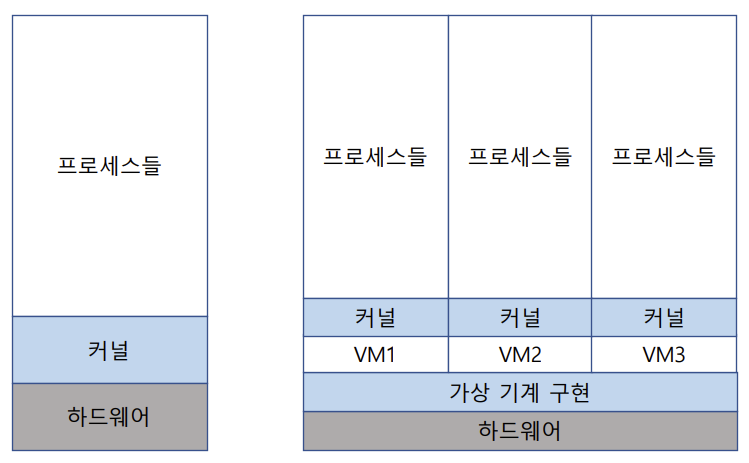 프로세스들
커널
하드웨어
프로세스들 프로세스들 프로세스들
커널 커널 커널
VM1 VM2 VM3
가상 기계 구현
하드웨어